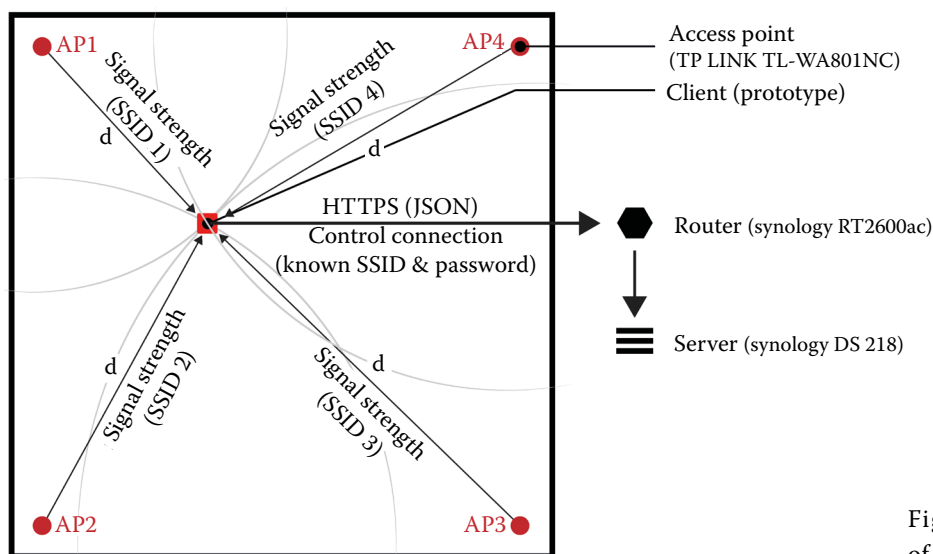 AP1
AP4
Access point
(TP LINK TL-WA801NC)
Client (prototype)
Signal strength
(SSID 1)
d
Signal strength
(SSID 4)
d
HTTPS (JSON)
Control connection
(known SSID & password)
Router (synology RT2600ac)
Server (synology DS 218)
d
Signal strength
(SSID 2)
d
Signal strength
(SSID 3)
AP2
AP3
Fig
of